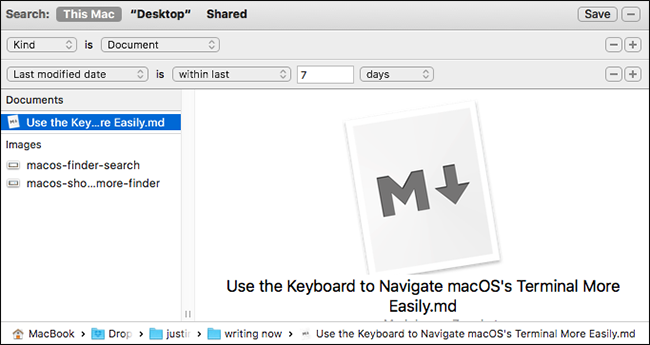 Search: This Mac “Desktop” Shared Save
Kind is Document
Last modified date is within last 7 days
Documents
Use the Key...re Easily.md
Images
macos-finder-search
macos-sho...more-finder
M
Use the Keyboard to Navigate macOS's Terminal More
Easily.md
MacBook Drop justi writing now Use the Keyboard to Navigate macOS's Terminal More Easily.md